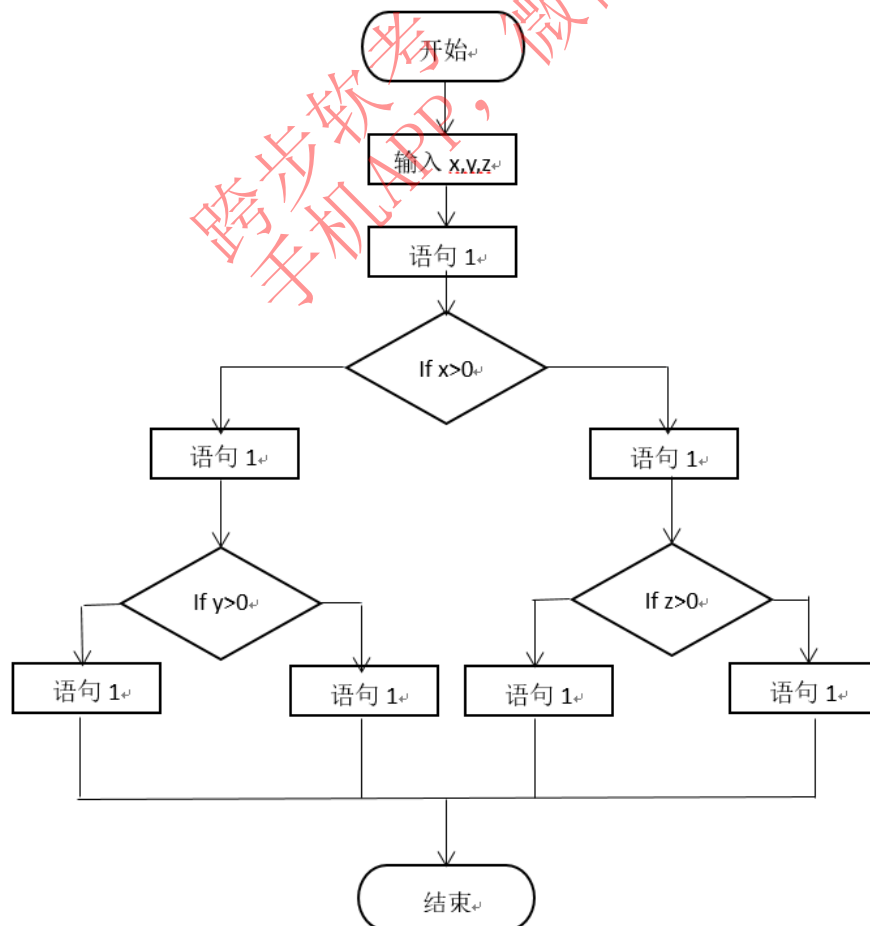 开始
输入 x,y,z
语句 1
If x>0
语句 1
语句 1
If y>0
If z>0
语句 1
语句 1
语句 1
语句 1
结束
跨步软考
手机APP，微